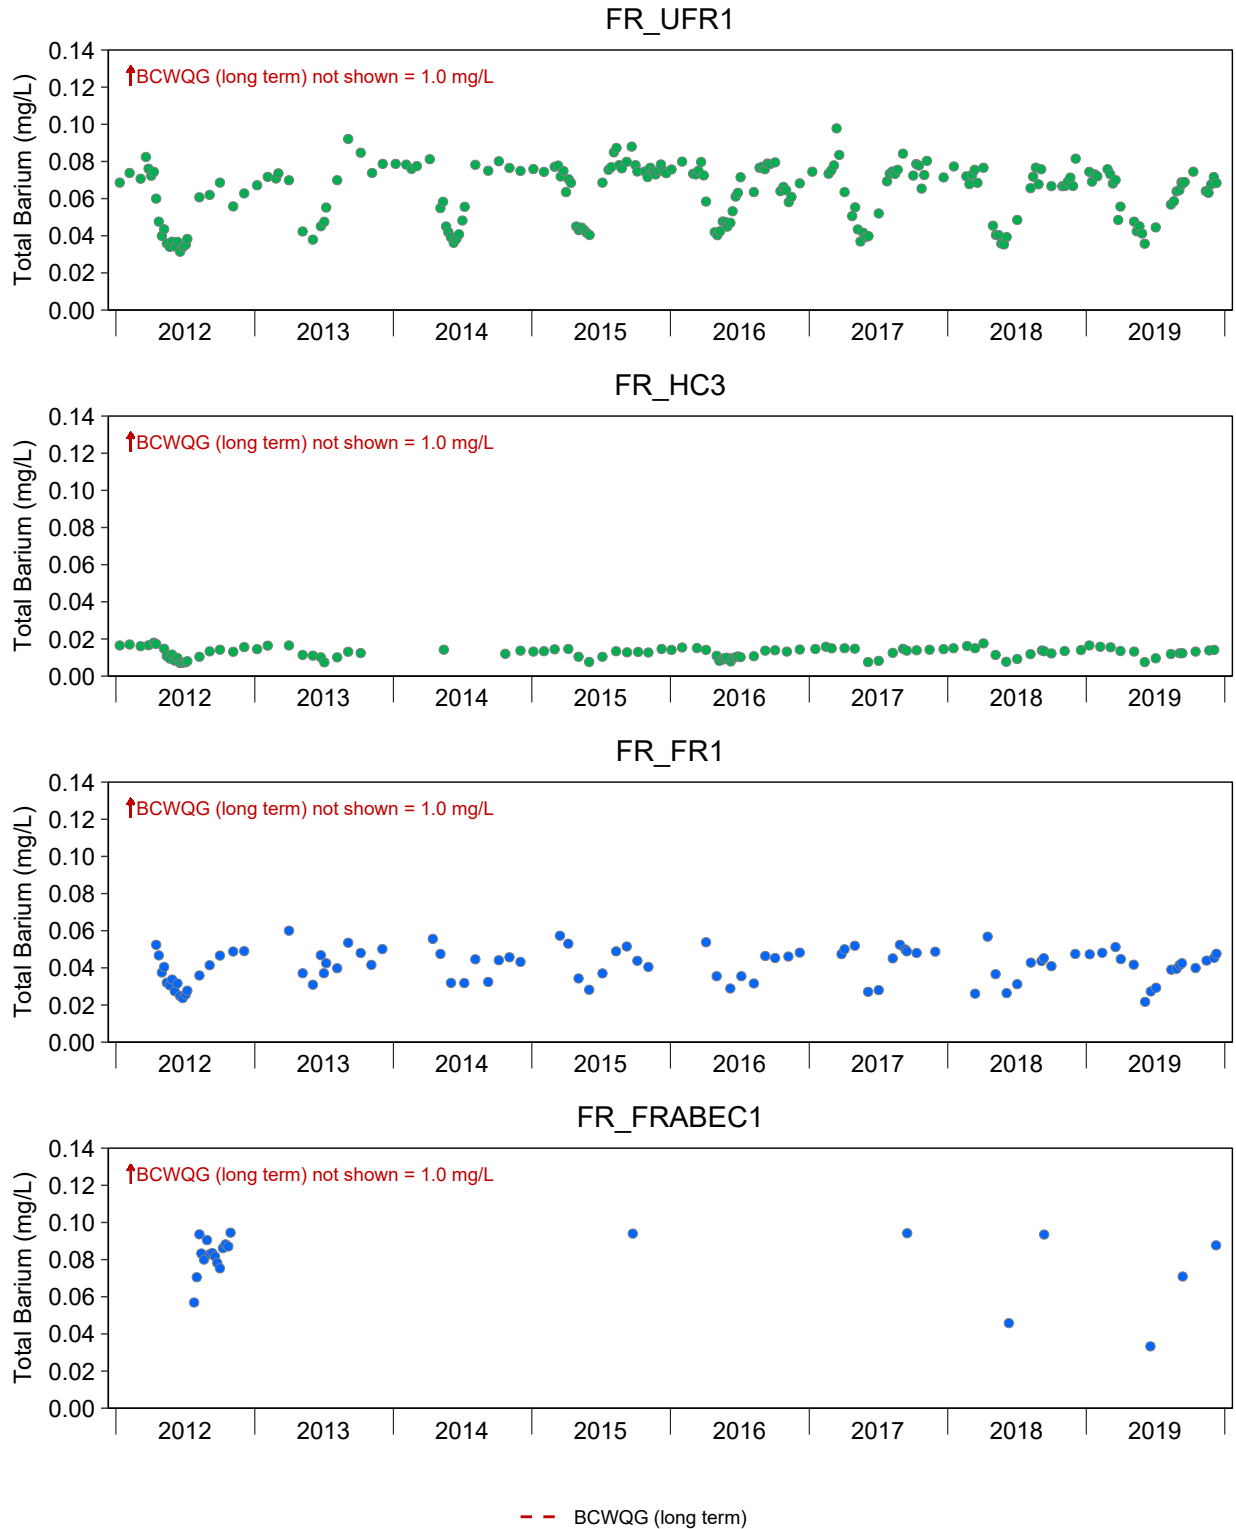 FR_UFR1
Total Barium (mg/L)
0.14
0.12
0.10
0.08
0.06
0.04
0.02
0.00
BCWQG (long term) not shown = 1.0 mg/L
2012 2013 2014 2015 2016 2017 2018 2019
FR_HC3
Total Barium (mg/L)
0.14
0.12
0.10
0.08
0.06
0.04
0.02
0.00
BCWQG (long term) not shown = 1.0 mg/L
2012 2013 2014 2015 2016 2017 2018 2019
FR_FR1
Total Barium (mg/L)
0.14
0.12
0.10
0.08
0.06
0.04
0.02
0.00
BCWQG (long term) not shown = 1.0 mg/L
2012 2013 2014 2015 2016 2017 2018 2019
FR_FRABEC1
Total Barium (mg/L)
0.14
0.12
0.10
0.08
0.06
0.04
0.02
0.00
BCWQG (long term) not shown = 1.0 mg/L
2012 2013 2014 2015 2016 2017 2018 2019
BCWQG (long term)